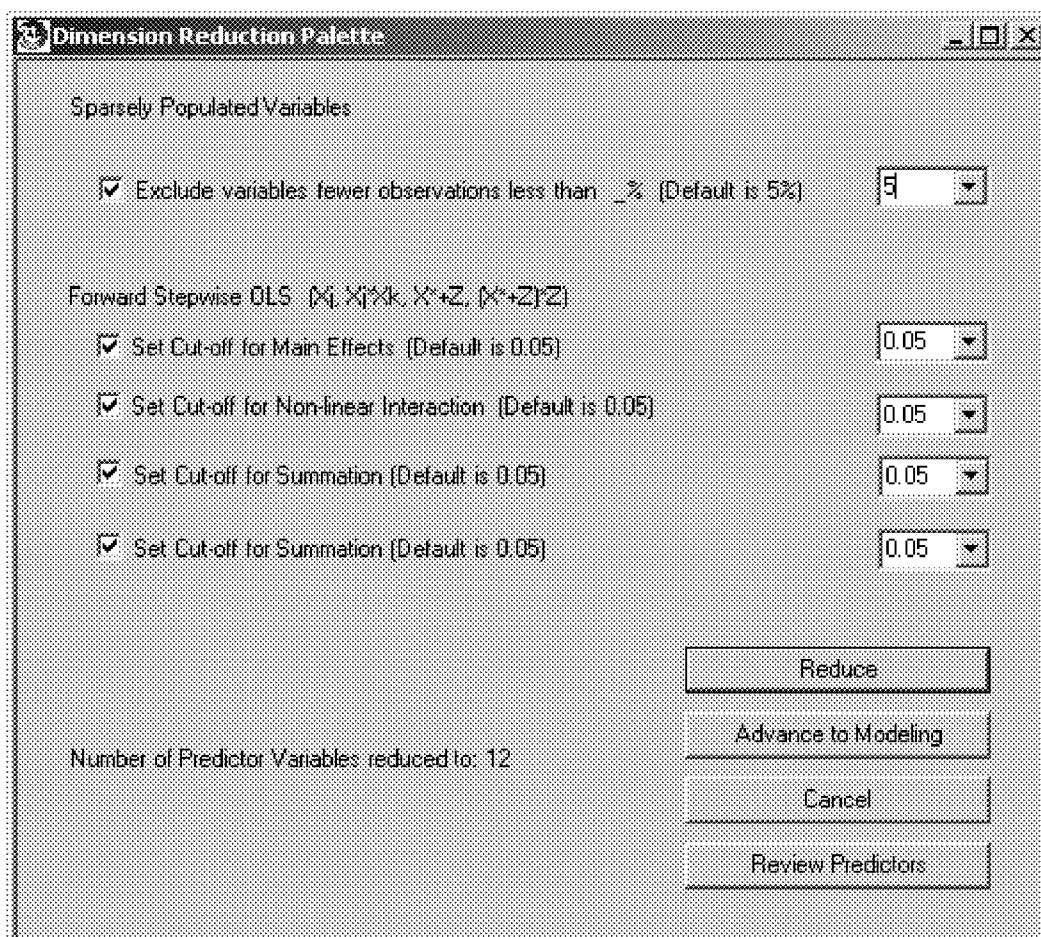 Dimension Reduction Palette
Sparsely Populated Variables
Exclude variables fewer observations less than _% (Default is 5%) 5
Forward Stepwise OLS (Xj, Xj*Xk, X*+Z, (X*+Z)*Z)
Set Cut-off for Main Effects (Default is 0.05) 0.05
Set Cut-off for Non-linear Interaction (Default is 0.05) 0.05
Set Cut-off for Summation (Default is 0.05) 0.05
Set Cut-off for Summation (Default is 0.05) 0.05
Reduce
Advance to Modeling
Number of Predictor Variables reduced to: 12
Cancel
Review Predictors